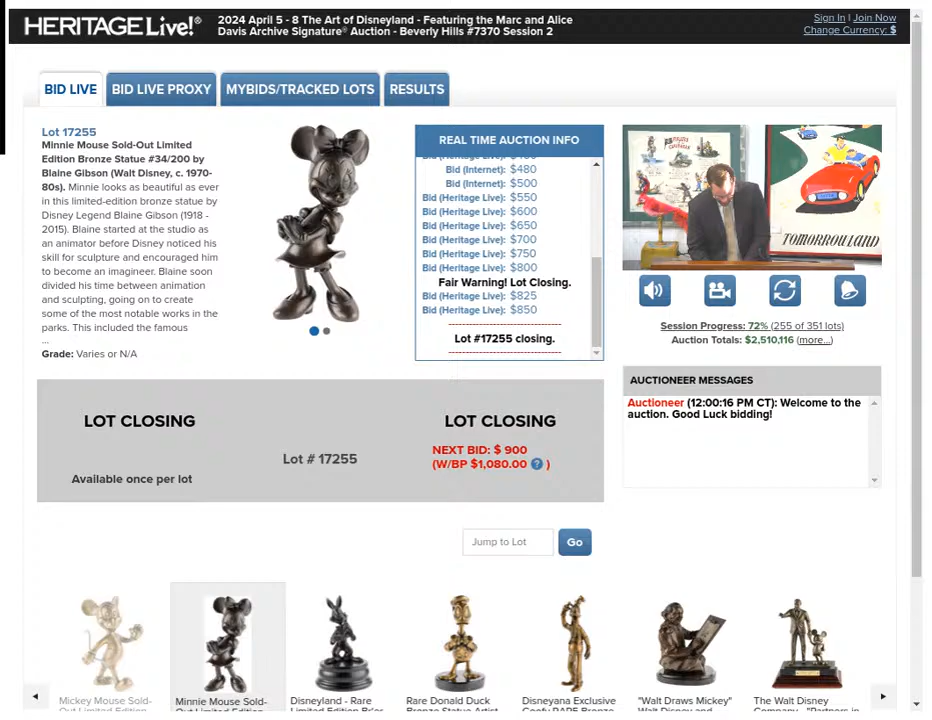 HERITAGE Live!®
2024 April 5 - 8 The Art of Disneyland - Featuring the Marc and Alice
Davis Archive Signature® Auction - Beverly Hills #7370 Session 2
Sign In | Join Now
Change Currency: $
BID LIVE
BID LIVE PROXY
MYBIDS/TRACKED LOTS
RESULTS
Lot 17255
Minnie Mouse Sold-Out Limited
Edition Bronze Statue #34/200 by
Blaine Gibson (Walt Disney, c. 1970-
80s). Minnie looks as beautiful as ever
in this limited-edition bronze statue by
Disney Legend Blaine Gibson (1918 -
2015). Blaine started at the studio as
an animator before Disney noticed his
skill for sculpture and encouraged him
to become an imagineer. Blaine soon
divided his time between animation
and sculpting, going on to create
some of the most notable works in the
parks. This included the famous
...
Grade: Varies or N/A
REAL TIME AUCTION INFO
Bid (Internet): $480
Bid (Internet): $500
Bid (Heritage Live): $550
Bid (Heritage Live): $600
Bid (Heritage Live): $650
Bid (Heritage Live): $700
Bid (Heritage Live): $750
Bid (Heritage Live): $800
Fair Warning! Lot Closing.
Bid (Heritage Live): $825
Bid (Heritage Live): $850
Lot #17255 closing.
TOMORROWLAND
Session Progress: 72% (255 of 351 lots)
Auction Totals: $2,510,116 (more...)
AUCTIONEER MESSAGES
Auctioneer (12:00:16 PM CT): Welcome to the
auction. Good Luck bidding!
LOT CLOSING
Available once per lot
Lot # 17255
LOT CLOSING
NEXT BID: $ 900
(W/BP $1,080.00 ? )
Jump to Lot
Go
Mickey Mouse Sold-
Minnie Mouse Sold-
Disneyland - Rare
Rare Donald Duck
Disneyana Exclusive
"Walt Draws Mickey"
The Walt Disney